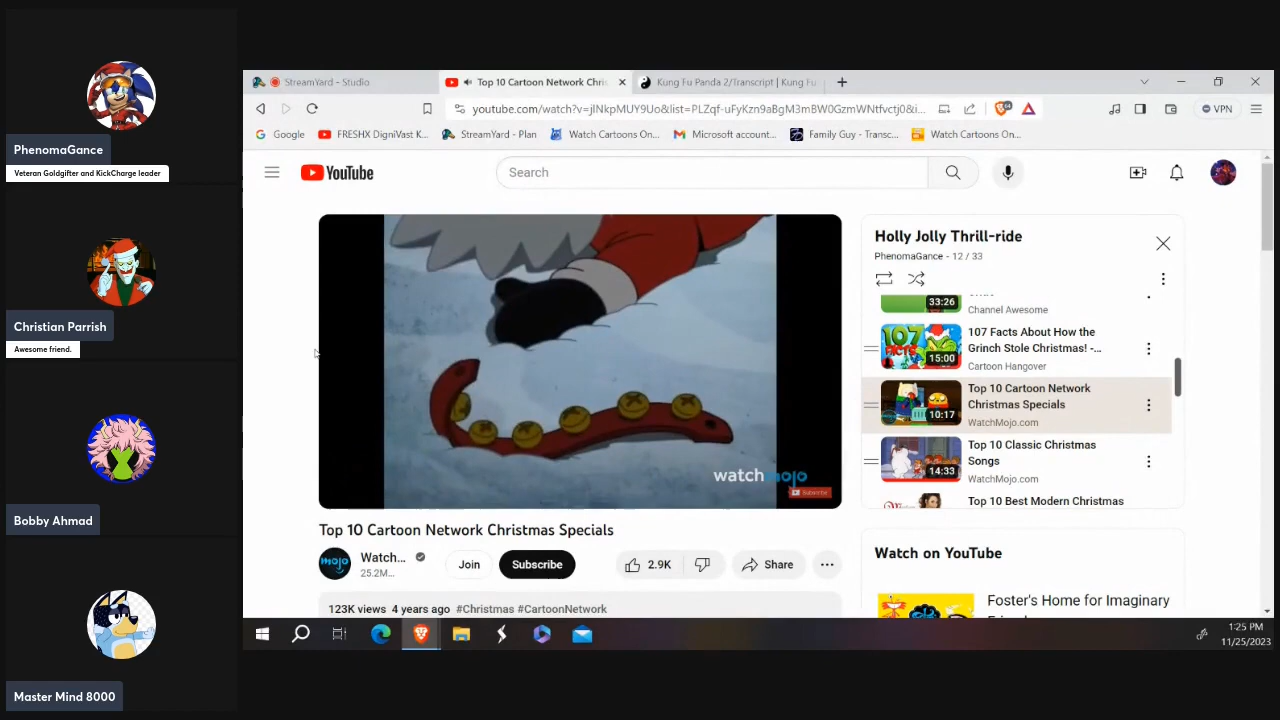 PhenomaGance
Veteran Goldgifter and KickCharge leader
Christian Parrish
Awesome friend.
Bobby Ahmad
Master Mind 8000
StreamYard - Studio
Top 10 Cartoon Network Chris
Kung Fu Panda 2/Transcript | Kung Fu
youtube.com/watch?v=jlNkpMUY9Uo&list=PLZqf-uFyKzn9aBgM3mBW0GzmWNtfvctj0&i...
VPN
Google
FRESHX DigniVast K...
StreamYard - Plan
Watch Cartoons On...
Microsoft account...
Family Guy - Transc...
Watch Cartoons On...
YouTube
Search
watchmojo
Subscribe
Top 10 Cartoon Network Christmas Specials
mojo
Watch...
25.2M...
Join
Subscribe
2.9K
Share
123K views 4 years ago #Christmas #CartoonNetwork
Holly Jolly Thrill-ride
PhenomaGance - 12 / 33
33:26
Channel Awesome
107 FACTS
15:00
107 Facts About How the
Grinch Stole Christmas! -...
Cartoon Hangover
10:17
Top 10 Cartoon Network
Christmas Specials
WatchMojo.com
14:33
Top 10 Classic Christmas
Songs
WatchMojo.com
Top 10 Best Modern Christmas
Watch on YouTube
Foster's Home for Imaginary
1:25 PM
11/25/2023